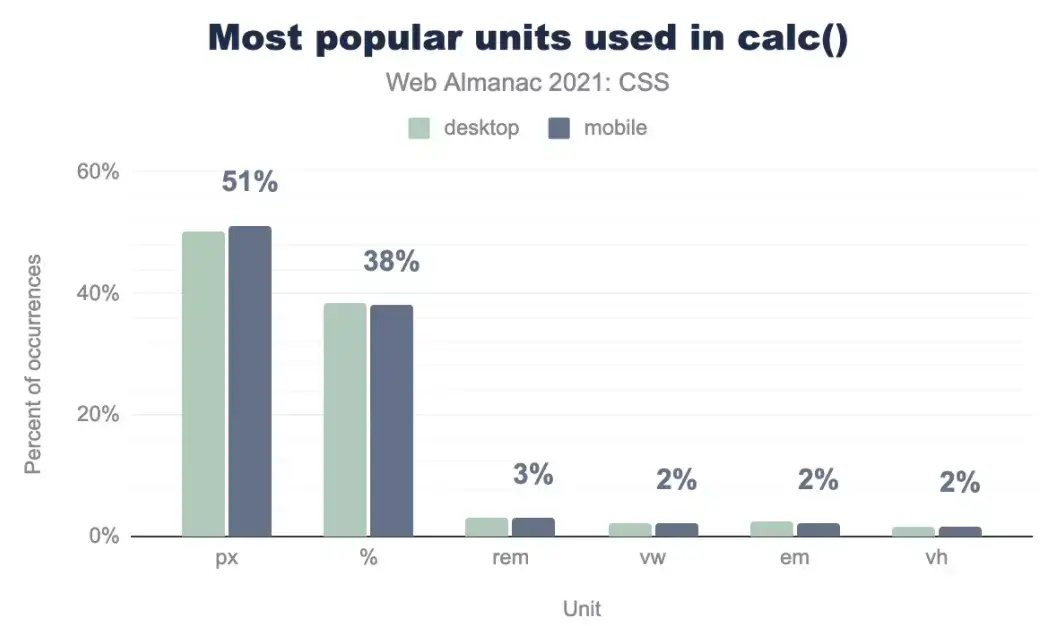 Most popular units used in calc()
Web Almanac 2021: CSS
desktop mobile
60%
51%
38%
40%
20%
3%
2%
2%
2%
0%
px % rem vw em vh
Percent of occurrences
Unit